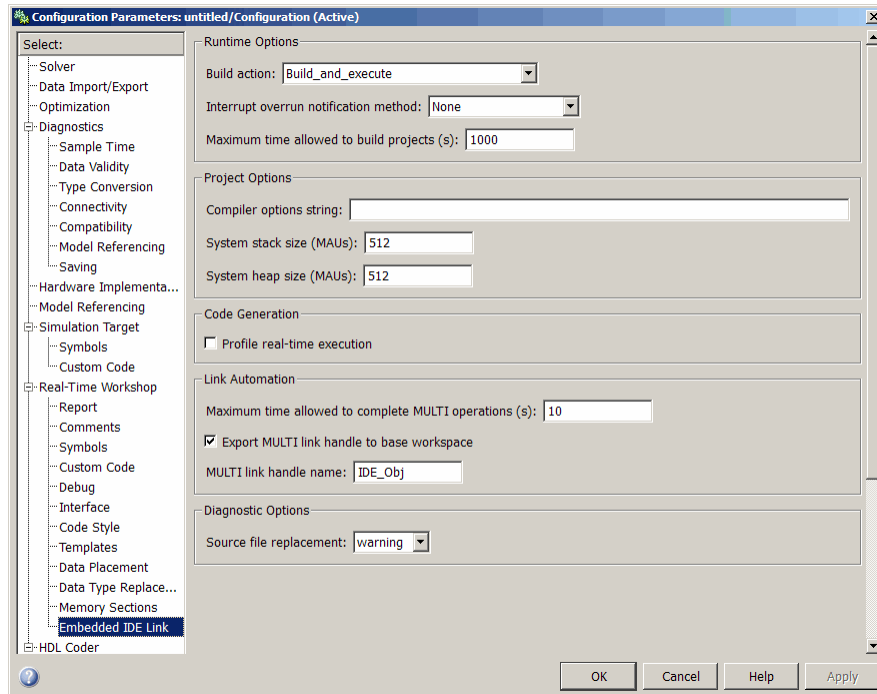 Configuration Parameters: untitled/Configuration (Active)
Select:
Solver
Data Import/Export
Optimization
Diagnostics
Sample Time
Data Validity
Type Conversion
Connectivity
Compatibility
Model Referencing
Saving
Hardware Implementa...
Model Referencing
Simulation Target
Symbols
Custom Code
Real-Time Workshop
Report
Comments
Symbols
Custom Code
Debug
Interface
Code Style
Templates
Data Placement
Data Type Replace...
Memory Sections
Embedded IDE Link
HDL Coder
Runtime Options
Build action: Build_and_execute
Interrupt overrun notification method: None
Maximum time allowed to build projects (s): 1000
Project Options
Compiler options string:
System stack size (MAUs): 512
System heap size (MAUs): 512
Code Generation
Profile real-time execution
Link Automation
Maximum time allowed to complete MULTI operations (s): 10
Export MULTI link handle to base workspace
MULTI link handle name: IDE_Obj
Diagnostic Options
Source file replacement: warning
? OK Cancel Help Apply